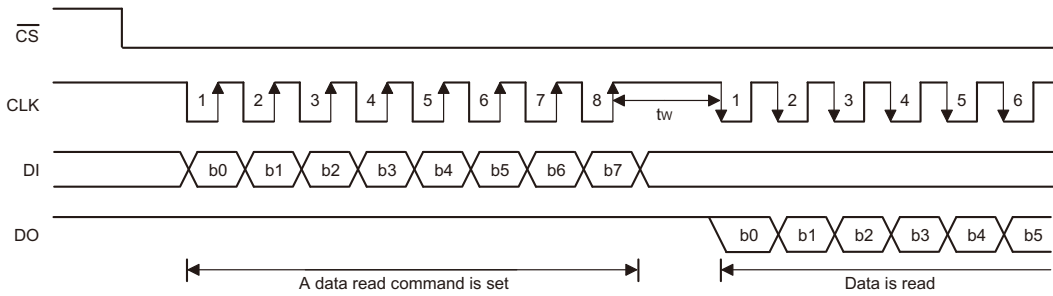 CS
CLK 1 2 3 4 5 6 7 8 tw 1 2 3 4 5 6
DI b0 b1 b2 b3 b4 b5 b6 b7
DO b0 b1 b2 b3 b4 b5
A data read command is set Data is read